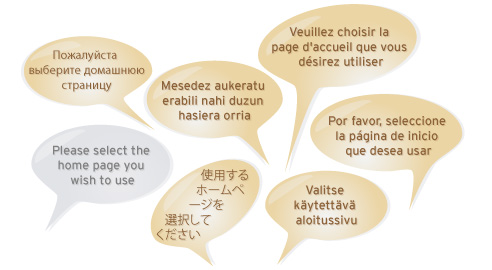 Пожалуйста
выберите домашнюю
страницу
Mesedez aukeratu
erabili nahi duzun
hasiera orria
Veuillez choisir la
page d'accueil que vous
désirez utiliser
Please select the
home page you
wish to use
使用する
ホームペ
ージを
選択して
ください
Valitse
käytettävä
aloitussivu
Por favor, seleccione
la página de inicio
que desea usar